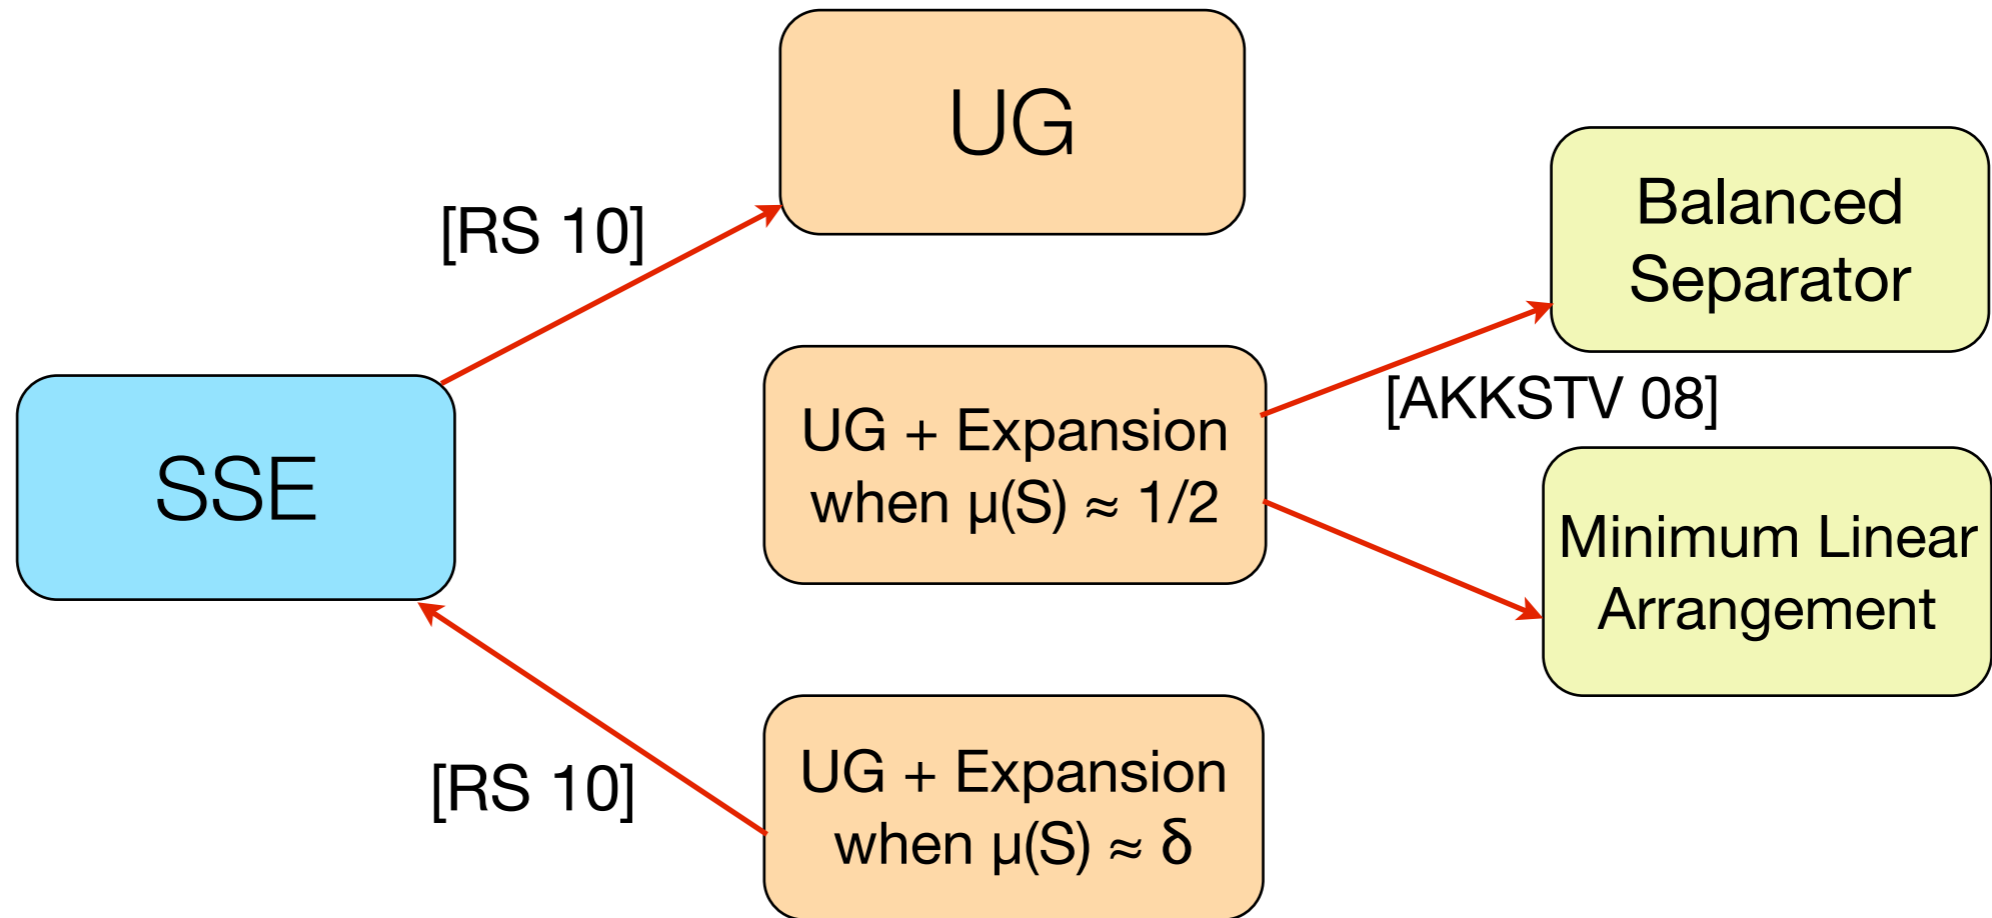 UG
[RS 10]
Balanced
Separator
SSE
UG + Expansion
when μ(S) ≈ 1/2
[AKKSTV 08]
Minimum Linear
Arrangement
[RS 10]
UG + Expansion
when μ(S) ≈ δ